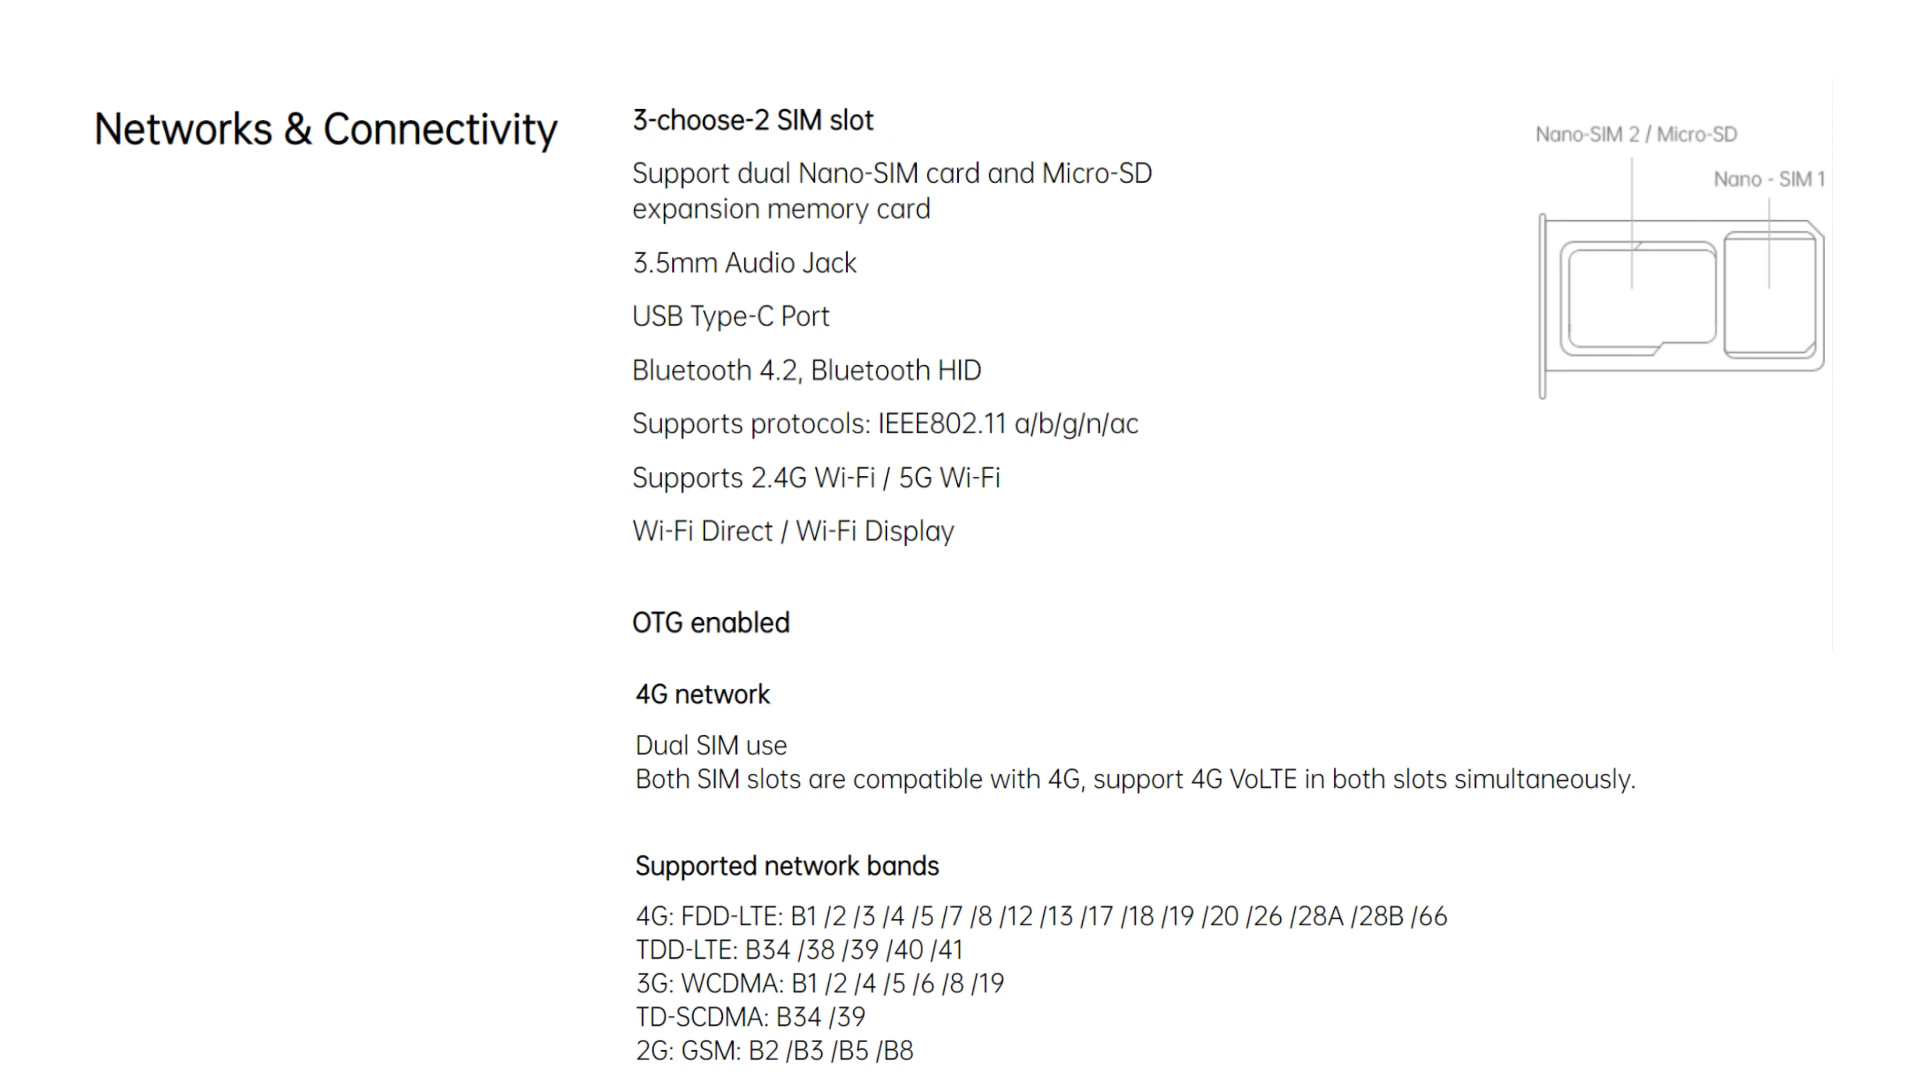 Networks & Connectivity
3-choose-2 SIM slot
Support dual Nano-SIM card and Micro-SD
expansion memory card
3.5mm Audio Jack
USB Type-C Port
Bluetooth 4.2, Bluetooth HID
Supports protocols: IEEE802.11 a/b/g/n/ac
Supports 2.4G Wi-Fi / 5G Wi-Fi
Wi-Fi Direct / Wi-Fi Display
OTG enabled
Nano-SIM 2 / Micro-SD
Nano - SIM 1
4G network
Dual SIM use
Both SIM slots are compatible with 4G, support 4G VoLTE in both slots simultaneously.
Supported network bands
4G: FDD-LTE: B1 /2 /3 /4 /5 /7 /8 /12 /13 /17 /18 /19 /20 /26 /28A /28B /66
TDD-LTE: B34 /38 /39 /40 /41
3G: WCDMA: B1 /2 /4 /5 /6 /8 /19
TD-SCDMA: B34 /39
2G: GSM: B2 /B3 /B5 /B8